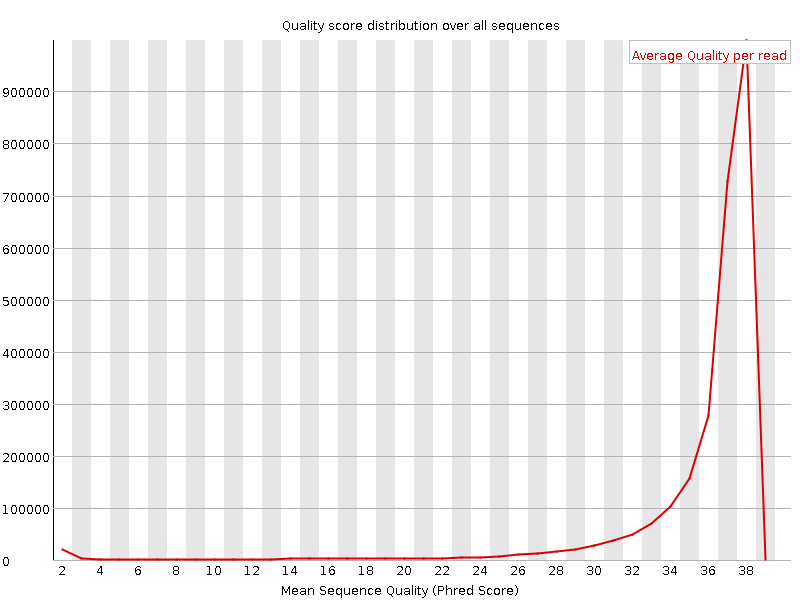 Quality score distribution over all sequences
Average Quality per read
900000
800000
700000
600000
500000
400000
300000
200000
100000
0
2 4 6 8 10 12 14 16 18 20 22 24 26 28 30 32 34 36 38
Mean Sequence Quality (Phred Score)